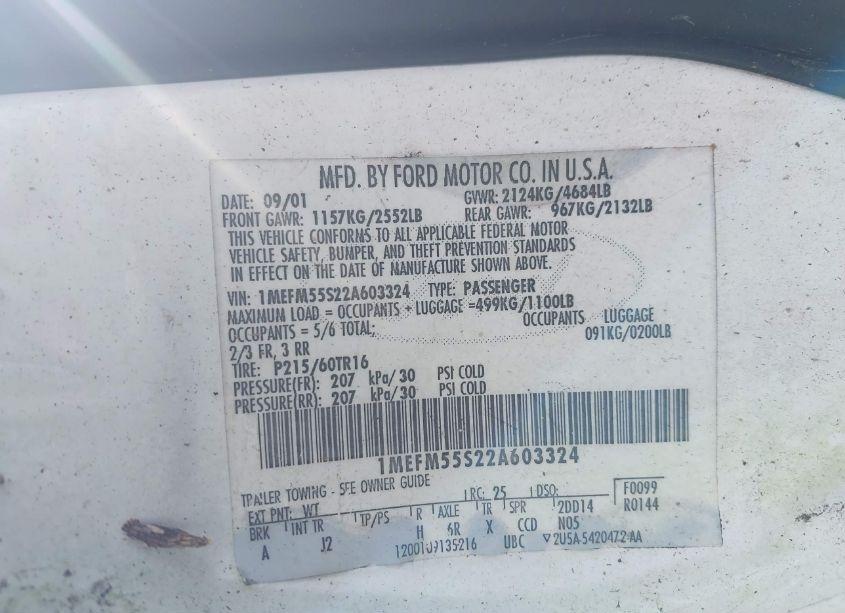 MFD. BY FORD MOTOR CO. IN U.S.A.
DATE: 09/01 GVWR: 2124KG/4684LB
FRONT GAWR: 1157KG/2552LB REAR GAWR: 967KG/2132LB
THIS VEHICLE CONFORMS TO ALL APPLICABLE FEDERAL MOTOR
VEHICLE SAFETY, BUMPER, AND THEFT PREVENTION STANDARDS
IN EFFECT ON THE DATE OF MANUFACTURE SHOWN ABOVE.
VIN: 1MEFM55S22A603324 TYPE: PASSENGER
MAXIMUM LOAD = OCCUPANTS + LUGGAGE =499KG/1100LB
OCCUPANTS = 5/6 TOTAL; OCCUPANTS LUGGAGE
2/3 FR, 3 RR 091KG/0200LB
TIRE: P215/60TR16
PRESSURE(FR): 207 kPa/30 PSI COLD
PRESSURE(RR): 207 kPa/30 PSI COLD
1MEFM55S22A603324
TRAILER TOWING - SEE OWNER GUIDE
EXT PNT: WT RC: 25 DSO: F0099
BRK INT TR TP/PS R AXLE TR SPR 2DD14 R0144
A J2 H 6R X CCD N05
UBC ▽2U5A-5420472-AA